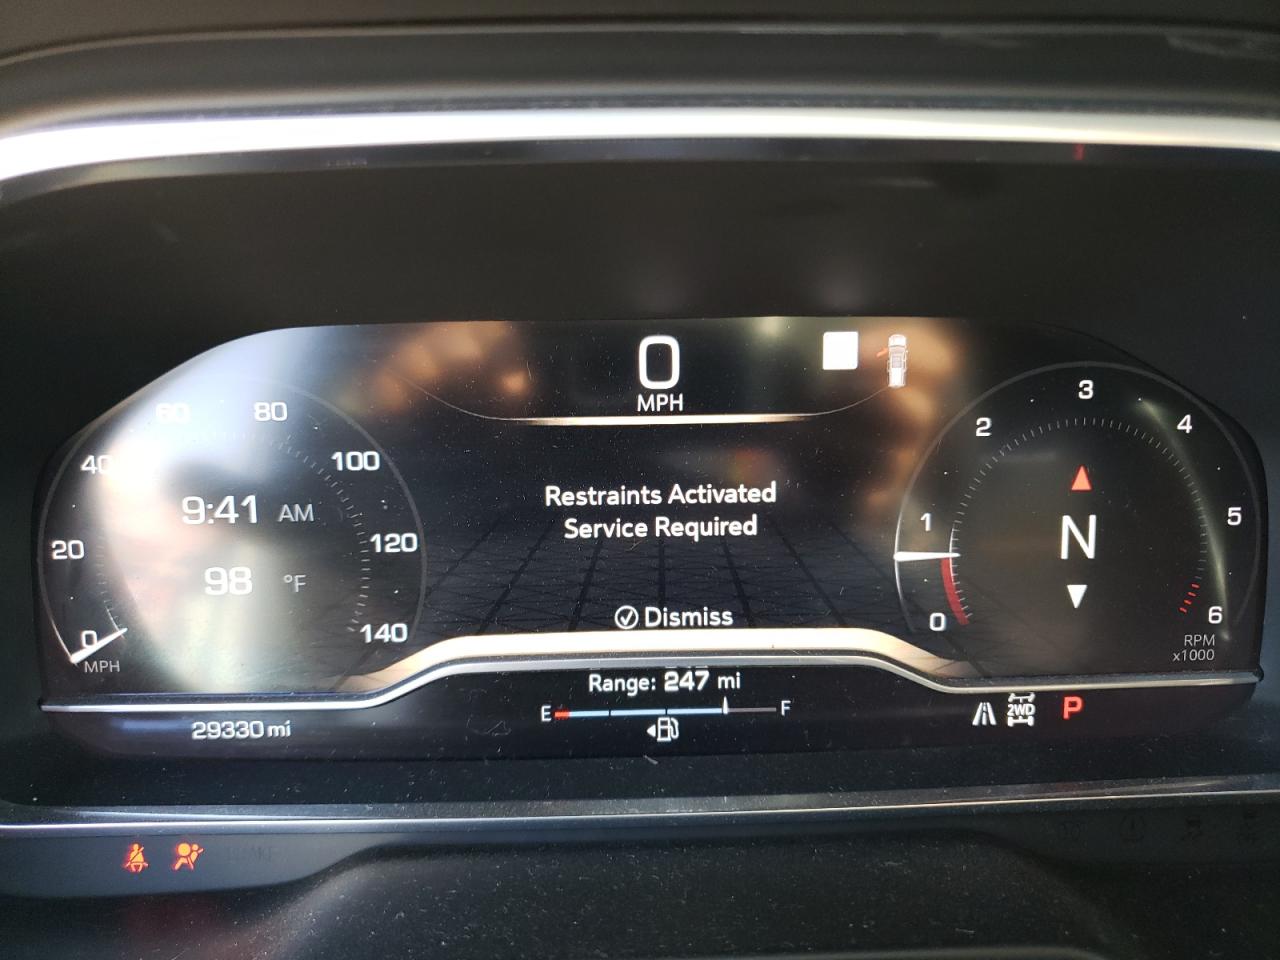 0
MPH
60
80
40
100
20
120
0
140
MPH
9:41 AM
98 °F
Restraints Activated
Service Required
Dismiss
3
2
4
1
5
0
6
N
RPM
x1000
Range: 247 mi
E
F
29330 mi
2WD
P